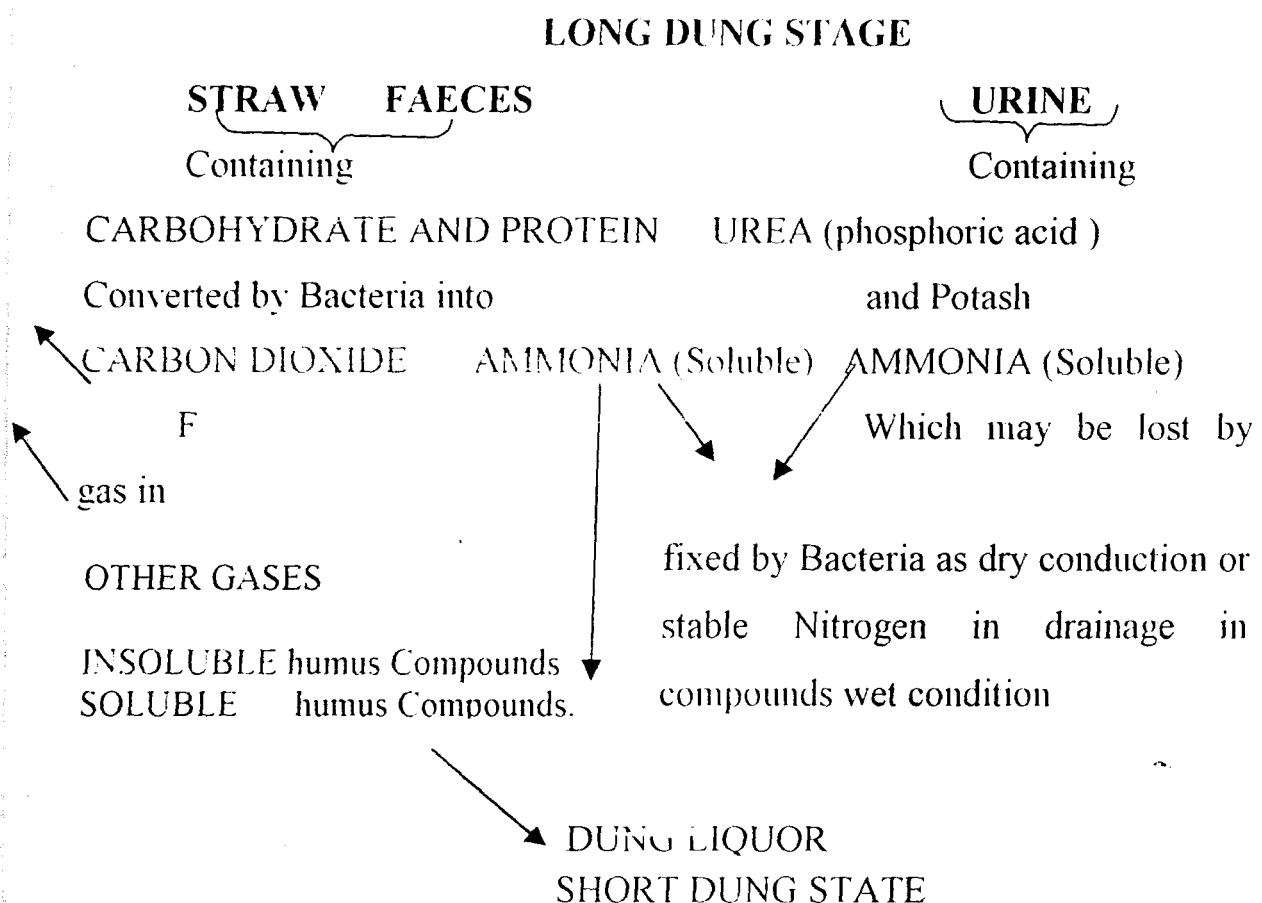 LONG DUNG STAGE
STRAW FAECES URINE
Containing Containing
CARBOHYDRATE AND PROTEIN UREA (phosphoric acid )
Converted by Bacteria into and Potash
CARBON DIOXIDE AMMONIA (Soluble) AMMONIA (Soluble)
F Which may be lost by
gas in
fixed by Bacteria as dry conduction or
OTHER GASES
stable Nitrogen in drainage in
INSOLUBLE humus Compounds
SOLUBLE humus Compounds.
compounds wet condition
DUNG LIQUOR
SHORT DUNG STATE